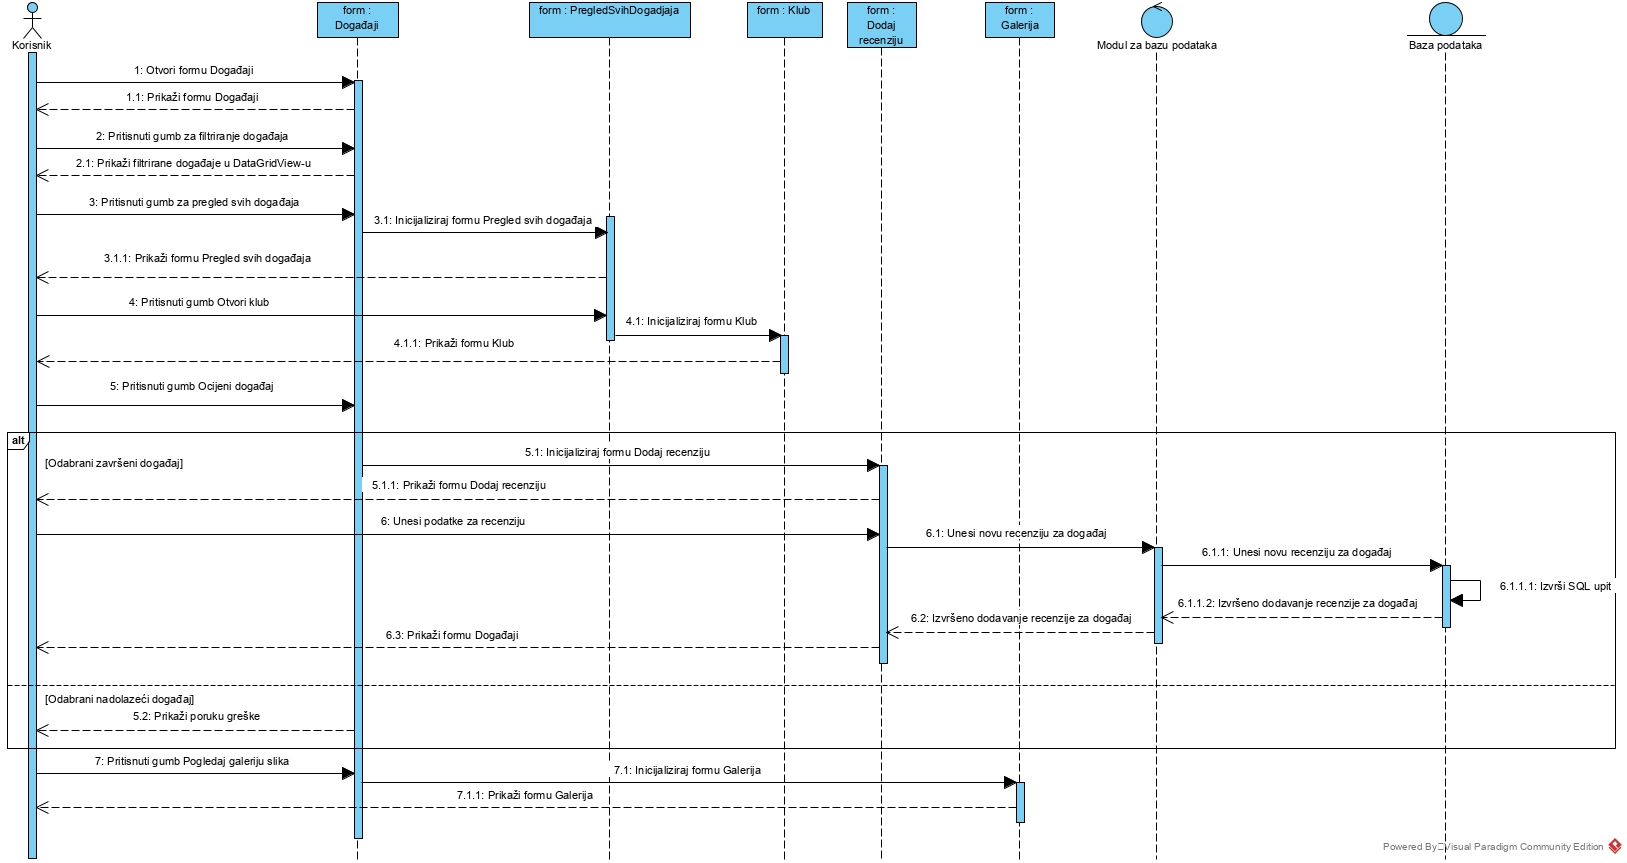 Korisnik
form :
Događaji
form : PregledSvihDogadjaja
form : Klub
form :
Dodaj
recenziju
form :
Galerija
Modul za bazu podataka
Baza podataka
1: Otvori formu Događaji
1.1: Prikaži formu Događaji
2: Pritisnuti gumb za filtriranje događaja
2.1: Prikaži filtrirane događaje u DataGridView-u
3: Pritisnuti gumb za pregled svih događaja
3.1: Inicijaliziraj formu Pregled svih događaja
3.1.1: Prikaži formu Pregled svih događaja
4: Pritisnuti gumb Otvori klub
4.1: Inicijaliziraj formu Klub
4.1.1: Prikaži formu Klub
5: Pritisnuti gumb Ocijeni događaj
alt
[Odabrani završeni događaj]
5.1: Inicijaliziraj formu Dodaj recenziju
5.1.1: Prikaži formu Dodaj recenziju
6: Unesi podatke za recenziju
6.1: Unesi novu recenziju za događaj
6.1.1: Unesi novu recenziju za događaj
6.1.1.1: Izvrši SQL upit
6.1.1.2: Izvršeno dodavanje recenzije za događaj
6.2: Izvršeno dodavanje recenzije za događaj
6.3: Prikaži formu Događaji
[Odabrani nadolazeći događaj]
5.2: Prikaži poruku greške
7: Pritisnuti gumb Pogledaj galeriju slika
7.1: Inicijaliziraj formu Galerija
7.1.1: Prikaži formu Galerija
Powered By Visual Paradigm Community Edition